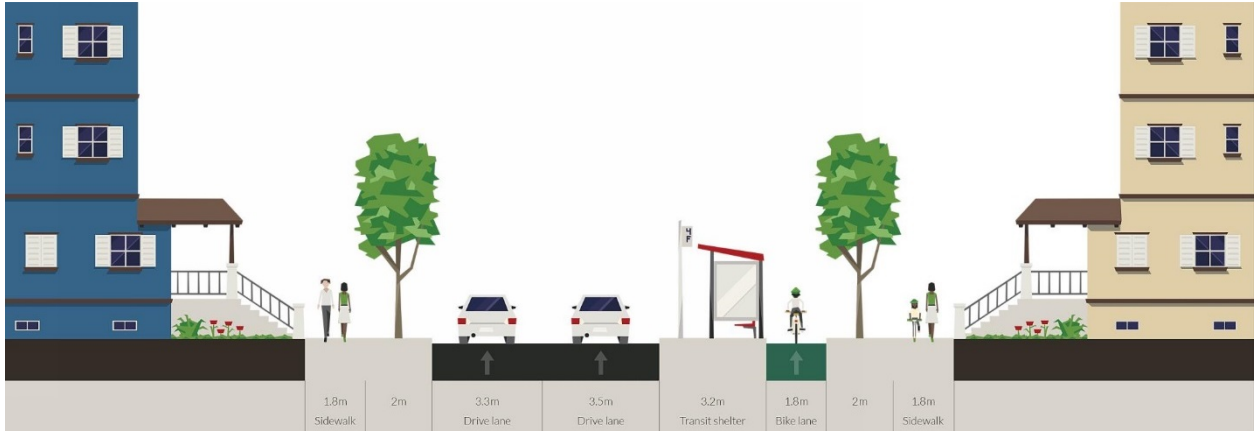 4
F
1.8m
Sidewalk
2m
3.3m
Drive lane
3.5m
Drive lane
3.2m
Transit shelter
1.8m
Bike lane
2m
1.8m
Sidewalk